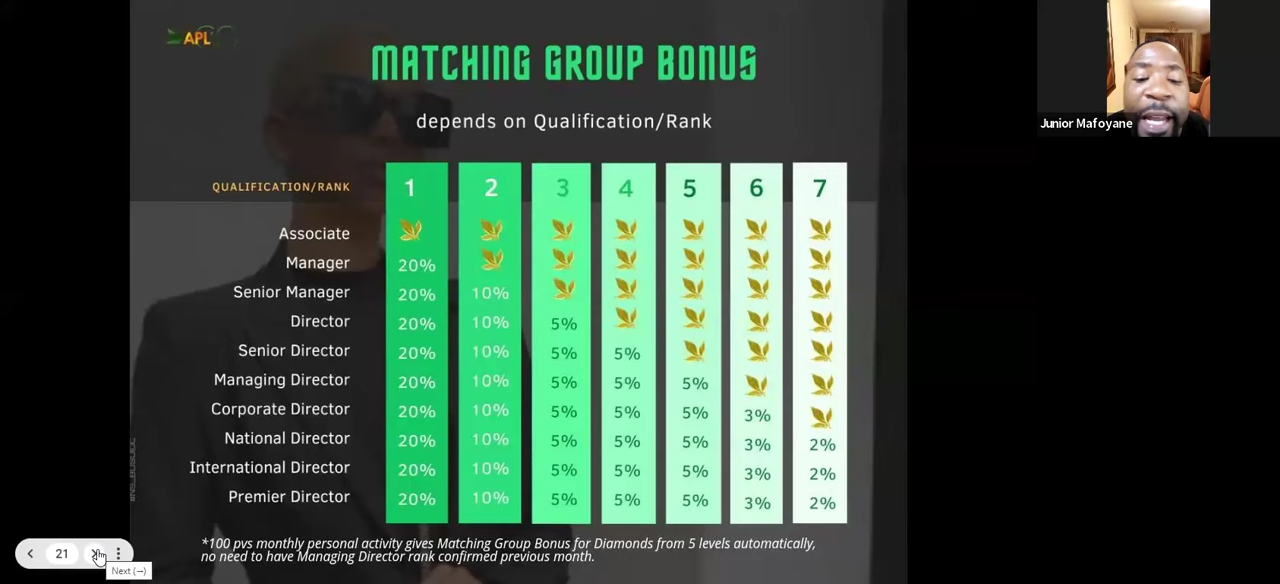 APL
MATCHING GROUP BONUS
depends on Qualification/Rank
QUALIFICATION/RANK 1 2 3 4 5 6 7
Associate
Manager 20%
Senior Manager 20% 10%
Director 20% 10% 5%
Senior Director 20% 10% 5% 5%
Managing Director 20% 10% 5% 5% 5%
Corporate Director 20% 10% 5% 5% 5% 3%
National Director 20% 10% 5% 5% 5% 3% 2%
International Director 20% 10% 5% 5% 5% 3% 2%
Premier Director 20% 10% 5% 5% 5% 3% 2%
*100 pvs monthly personal activity gives Matching Group Bonus for Diamonds from 5 levels automatically,
no need to have Managing Director rank confirmed previous month.
Junior Mafoyane
21
Next (→)